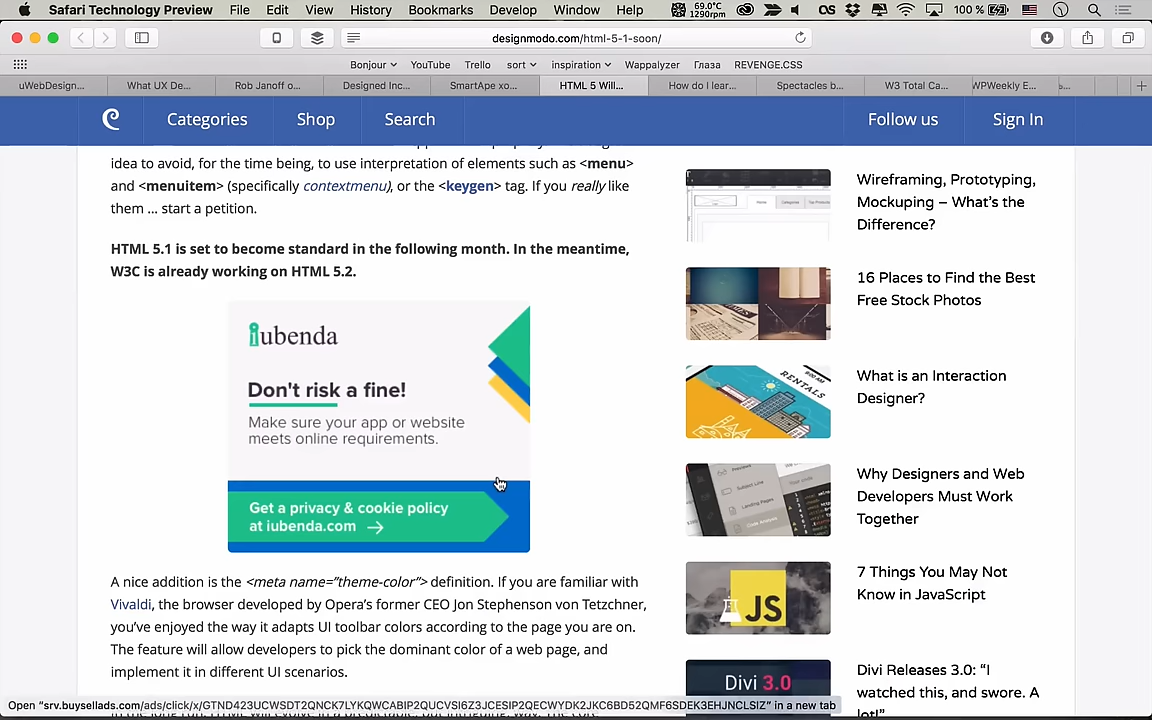 Safari Technology Preview File Edit View History Bookmarks Develop Window Help 69.0°C 1290rpm 100 %
designmodo.com/html-5-1-soon/
Bonjour YouTube Trello sort inspiration Wappalyzer Глаза REVENGE.CSS
uWebDesign... What UX De... Rob Janoff o... Designed Inc... SmartApe xo... HTML 5 Will... How do I lear... Spectacles b... W3 Total Ca... WPWeekly E...
Categories Shop Search Follow us Sign In
idea to avoid, for the time being, to use interpretation of elements such as <menu>
and <menuitem> (specifically contextmenu), or the <keygen> tag. If you really like
them ... start a petition.
HTML 5.1 is set to become standard in the following month. In the meantime,
W3C is already working on HTML 5.2.
iubenda
Don't risk a fine!
Make sure your app or website
meets online requirements.
Get a privacy & cookie policy
at iubenda.com →
A nice addition is the <meta name="theme-color"> definition. If you are familiar with
Vivaldi, the browser developed by Opera's former CEO Jon Stephenson von Tetzchner,
you've enjoyed the way it adapts UI toolbar colors according to the page you are on.
The feature will allow developers to pick the dominant color of a web page, and
implement it in different UI scenarios.
Wireframing, Prototyping,
Mockuping – What's the
Difference?
16 Places to Find the Best
Free Stock Photos
RENTALS
What is an Interaction
Designer?
Why Designers and Web
Developers Must Work
Together
JS
7 Things You May Not
Know in JavaScript
Divi 3.0
Divi Releases 3.0: "I
watched this, and swore. A
lot!"
Open "srv.buysellads.com/ads/click/x/GTND423UCWSDT2QNCK7LYKQWCABIP2QUCVSI6Z3JCESIP2QECWYDK2JKC6BD52QMF6SDEK3EHJNCLSIZ" in a new tab